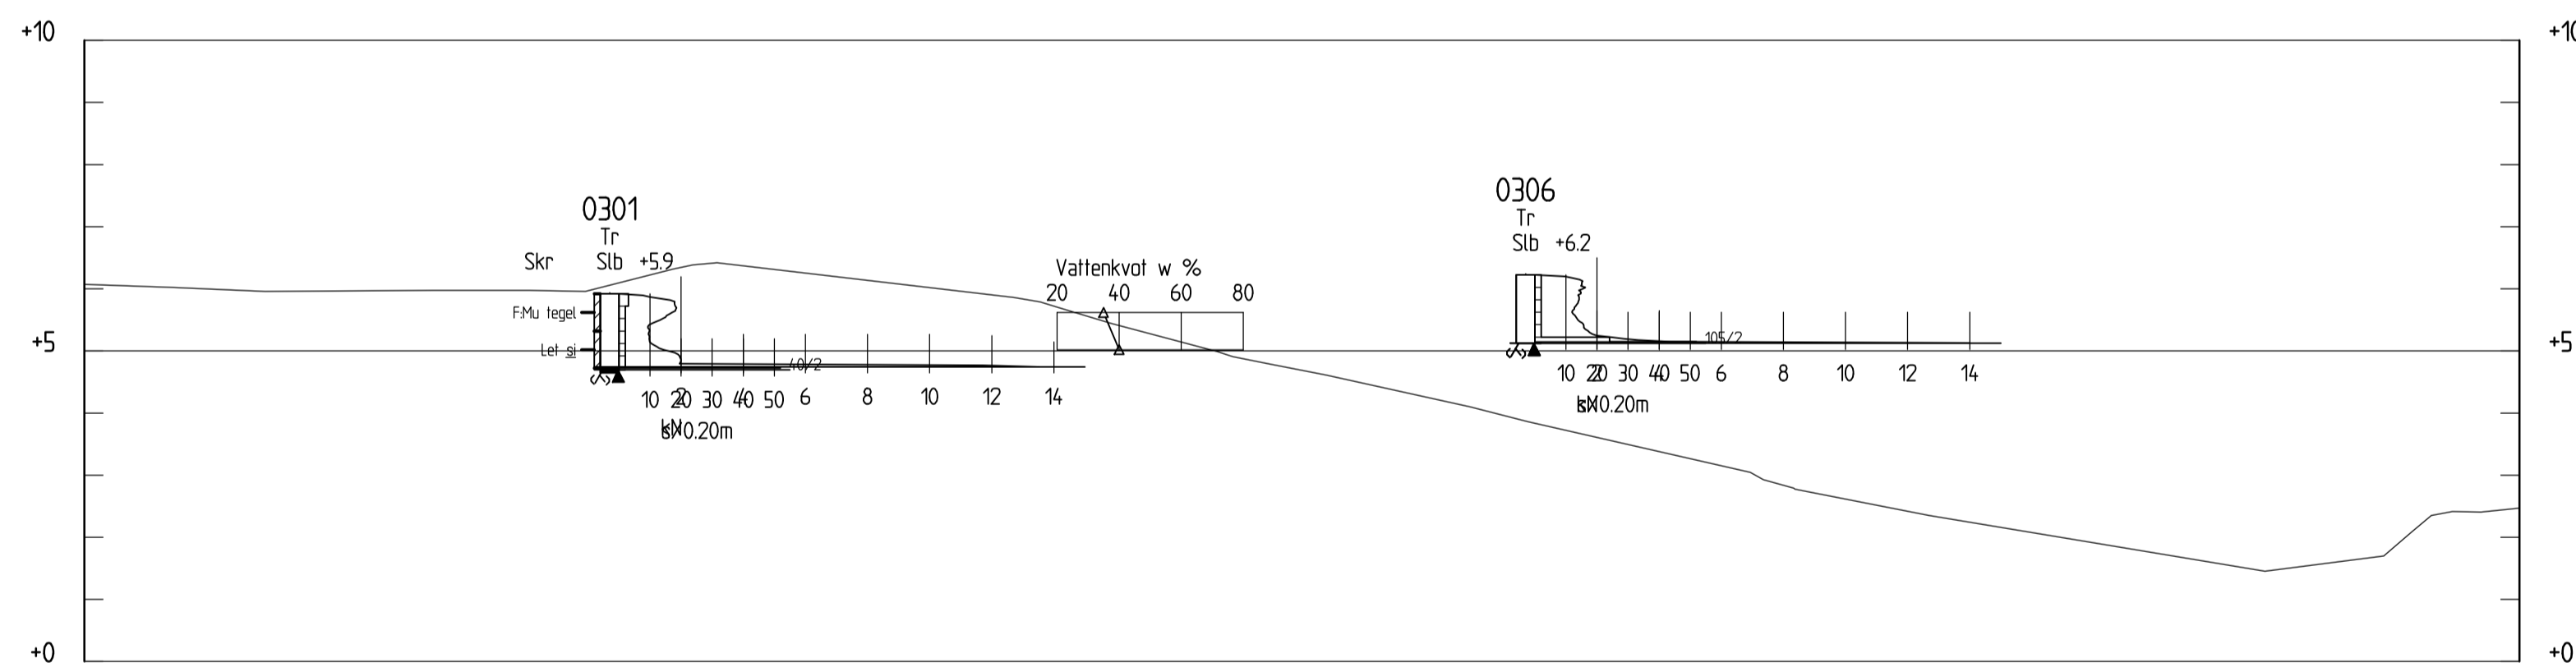 +10 +10
0306
0301
Tr
Tr
Slb +6.2
Skr Slb +5.9
Vattenkvot w %
20 40 60 80
F:Mu tegel
+5 +5
Let si
105/2
40/2
10 20 30 40 50 6 8 10 12 14
10 20 30 40 50 6 8 10 12 14
0.20m
0.20m
+0 +0